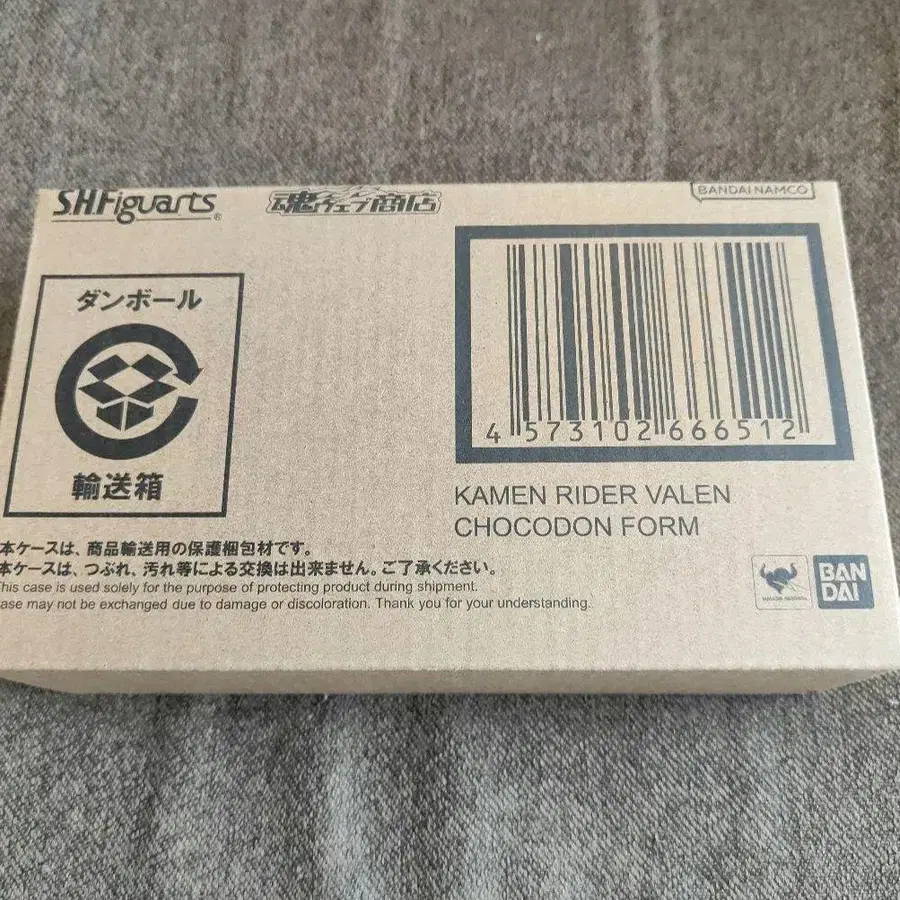 S.H.Figuarts ®
魂ウェブ商店
BANDAI NAMCO
ダンボール
輸送箱
4 573102 666512
KAMEN RIDER VALEN
CHOCODON FORM
本ケースは、商品輸送用の保護梱包材です。
本ケースは、つぶれ、汚れ等による交換は出来ません。ご了承ください。
This case is used solely for the purpose of protecting product during shipment.
ase may not be exchanged due to damage or discoloration. Thank you for your understanding.
BAN
DAI